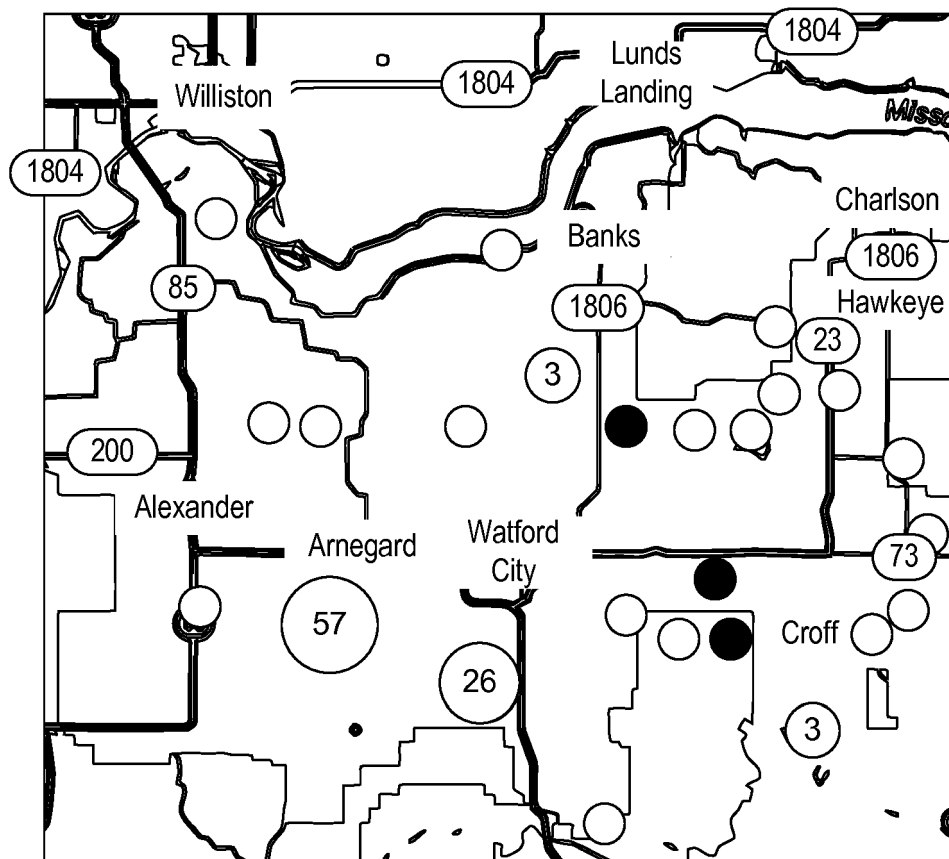 1804
Lunds
Landing
1804
Williston
Misso
1804
Charlson
Banks
1806
85
1806
Hawkeye
23
3
200
Alexander
Arnegard
Watford
City
73
57
Croff
26
3